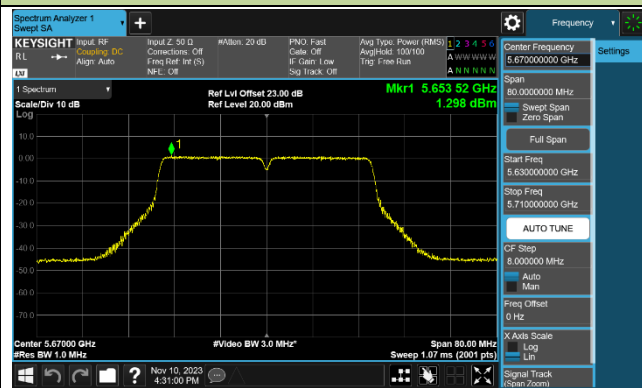 Spectrum Analyzer 1
Swept SA
Frequency
KEYSIGHT
RL
LXI
Input: RF
Coupling: DC
Align: Auto
Input Z: 50 Ω
Corrections: Off
Freq Ref: Int (S)
NFE: Off
#Atten: 20 dB
PNO: Fast
Gate: Off
IF Gain: Low
Sig Track: Off
Avg Type: Power (RMS)
Avg|Hold: 100/100
Trig: Free Run
1 2 3 4 5 6
A W W W W W
A N N N N N
1 Spectrum
Scale/Div 10 dB
Log
Ref Lvl Offset 23.00 dB
Ref Level 20.00 dBm
Mkr1 5.653 52 GHz
1.298 dBm
1
10.0
0.00
-10.0
-20.0
-30.0
-40.0
-50.0
-60.0
-70.0
Center 5.67000 GHz
#Res BW 1.0 MHz
#Video BW 3.0 MHz*
Span 80.00 MHz
Sweep 1.07 ms (2001 pts)
Nov 10, 2023
4:31:00 PM
Center Frequency
5.670000000 GHz
Settings
Span
80.0000000 MHz
Swept Span
Zero Span
Full Span
Start Freq
5.630000000 GHz
Stop Freq
5.710000000 GHz
AUTO TUNE
CF Step
8.000000 MHz
Auto
Man
Freq Offset
0 Hz
X Axis Scale
Log
Lin
Signal Track
(Span Zoom)